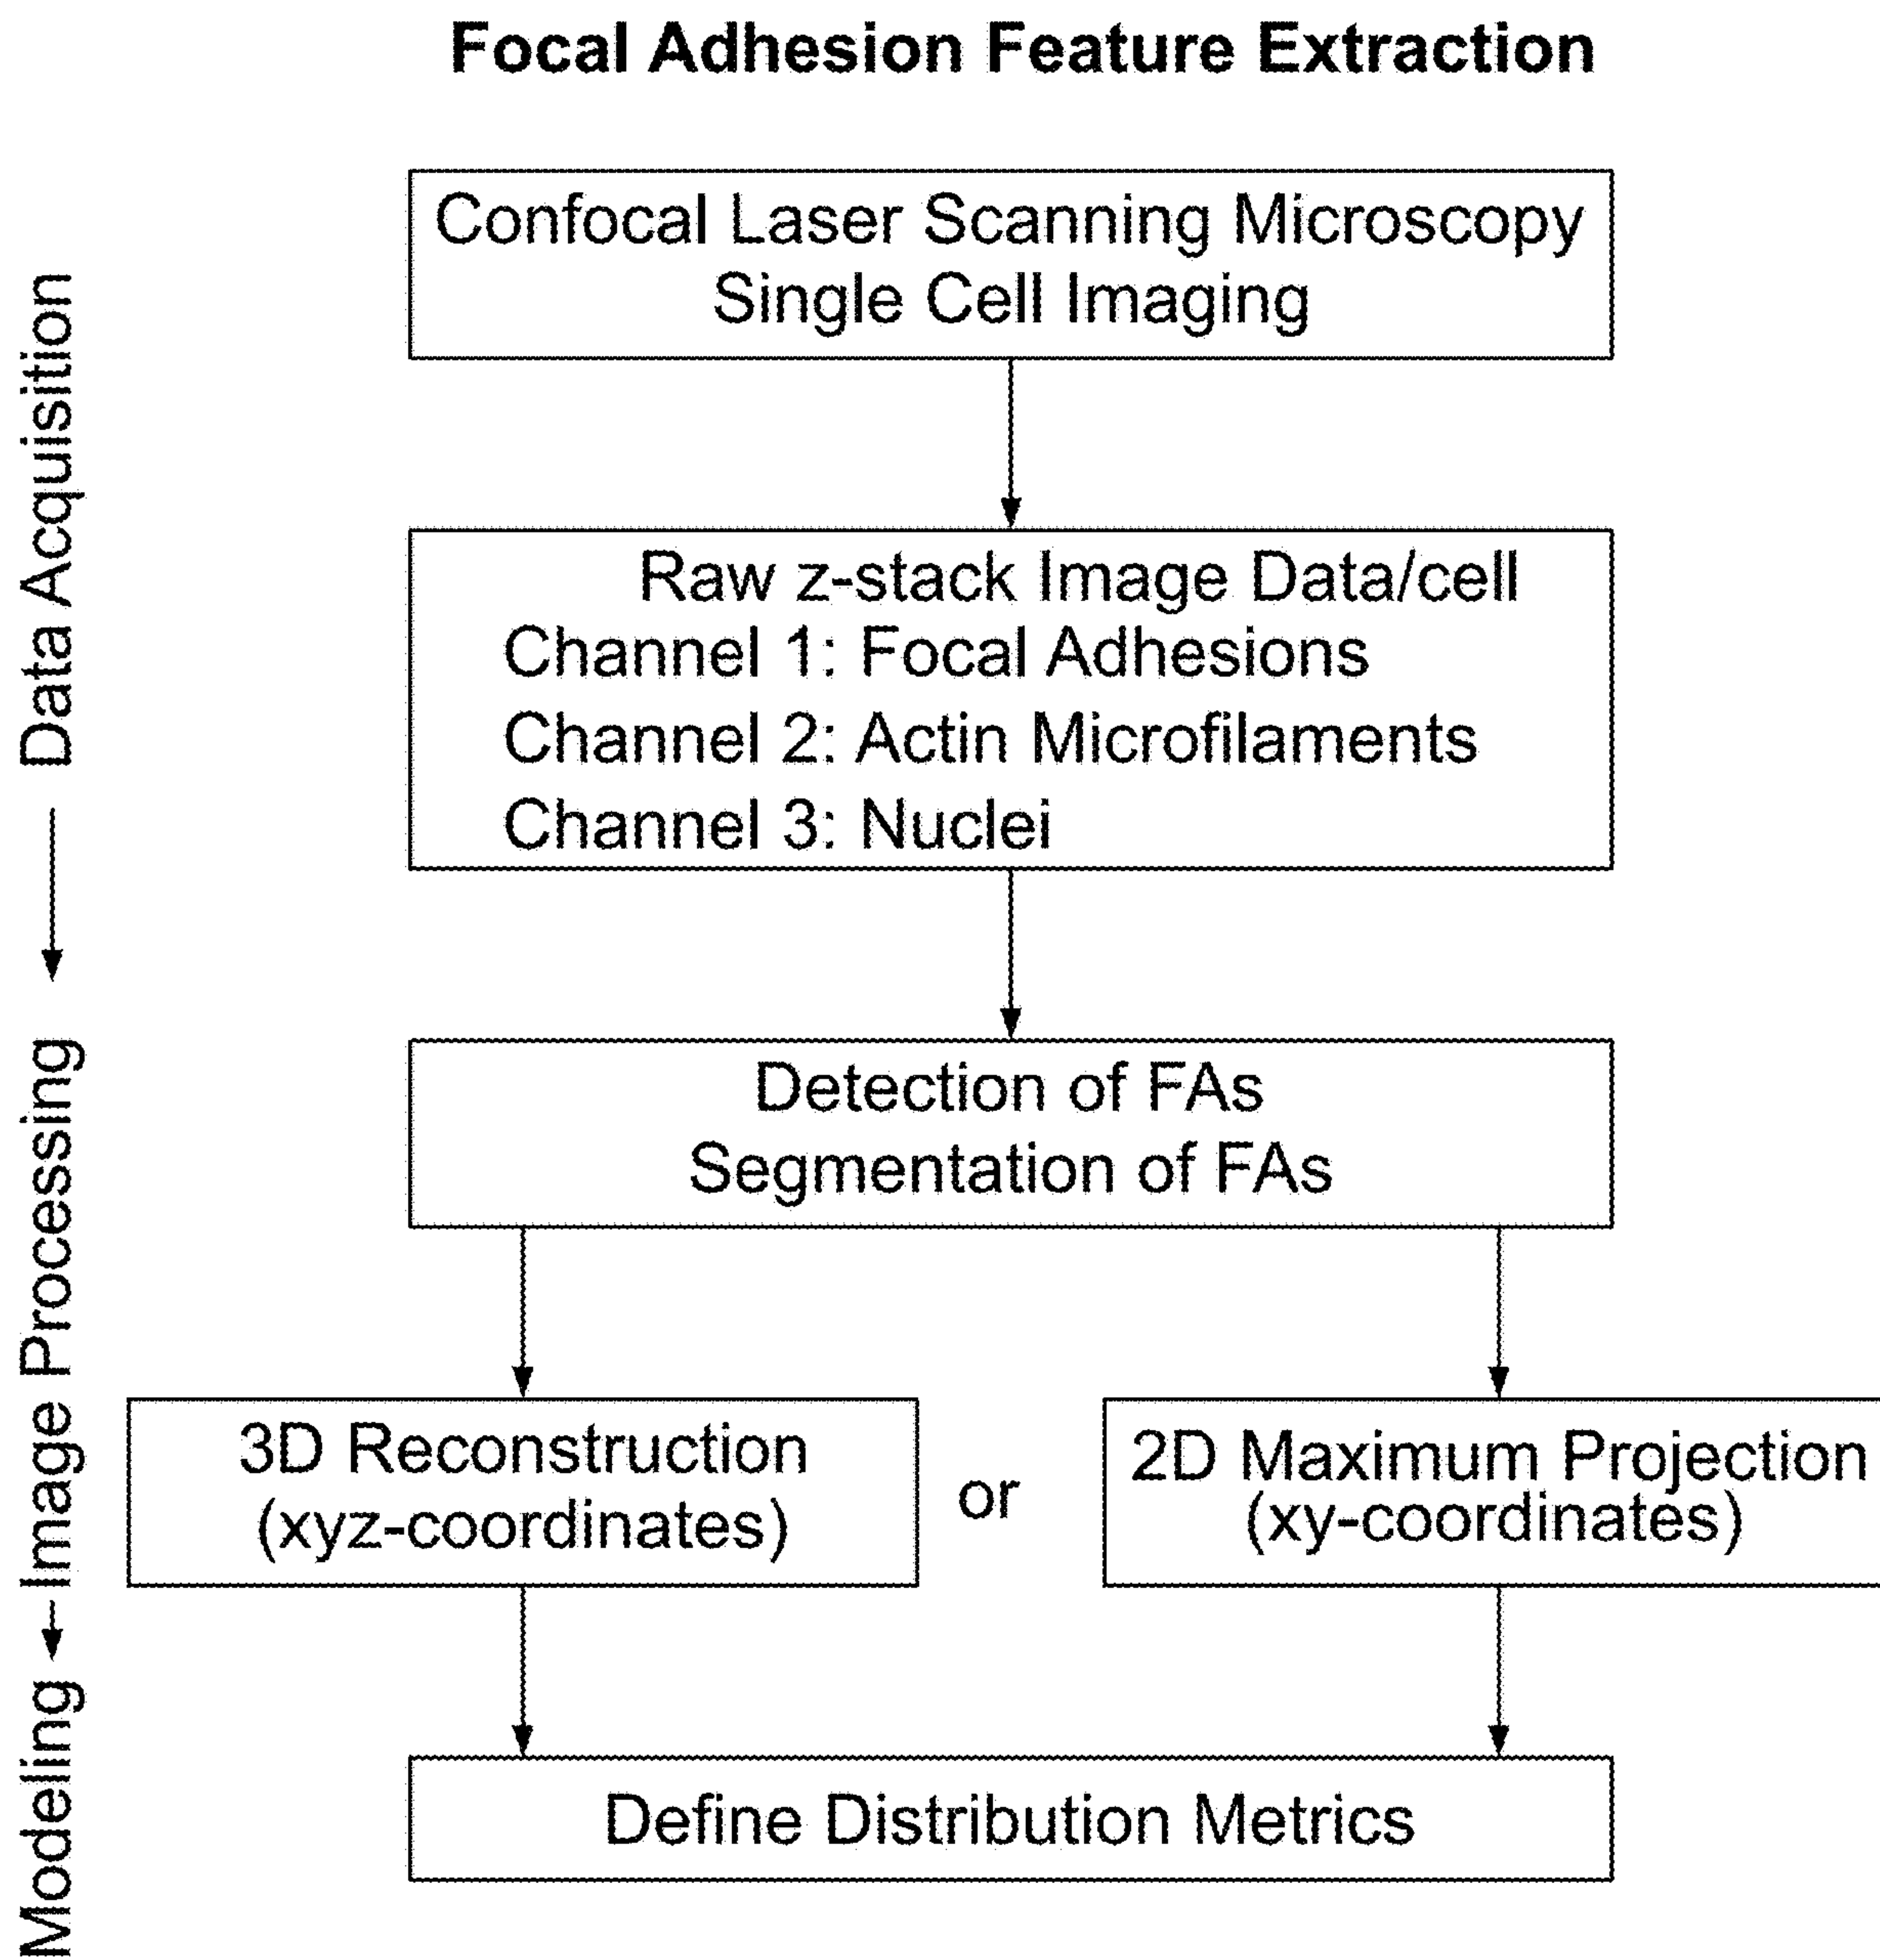 Focal Adhesion Feature Extraction
Confocal Laser Scanning Microscopy
Single Cell Imaging
Raw z-stack Image Data/cell
Channel 1: Focal Adhesions
Channel 2: Actin Microfilaments
Channel 3: Nuclei
Detection of FAs
Segmentation of FAs
3D Reconstruction
(xyz-coordinates)
or
2D Maximum Projection
(xy-coordinates)
Define Distribution Metrics
Data Acquisition
Image Processing
Modeling